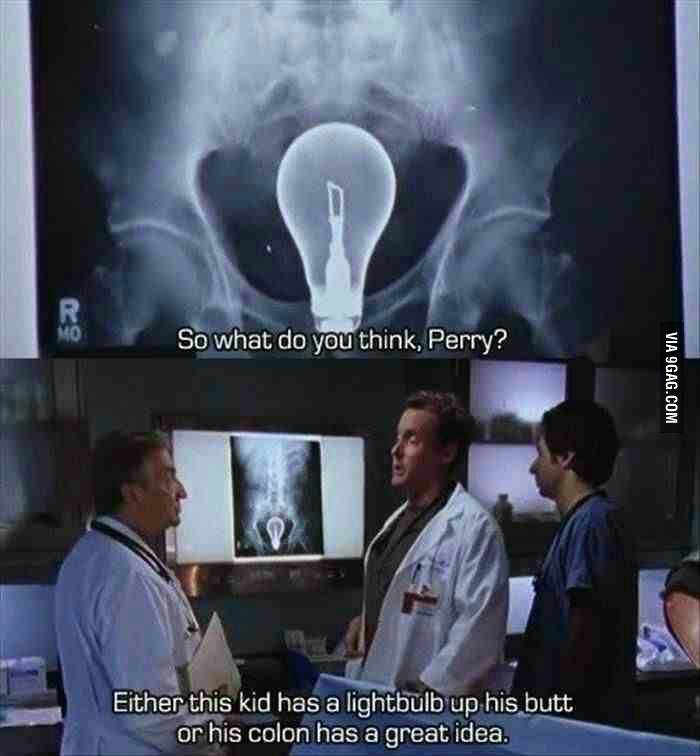 R
MO
So what do you think, Perry?
VIA 9GAG.COM
Either this kid has a lightbulb up his butt
or his colon has a great idea.